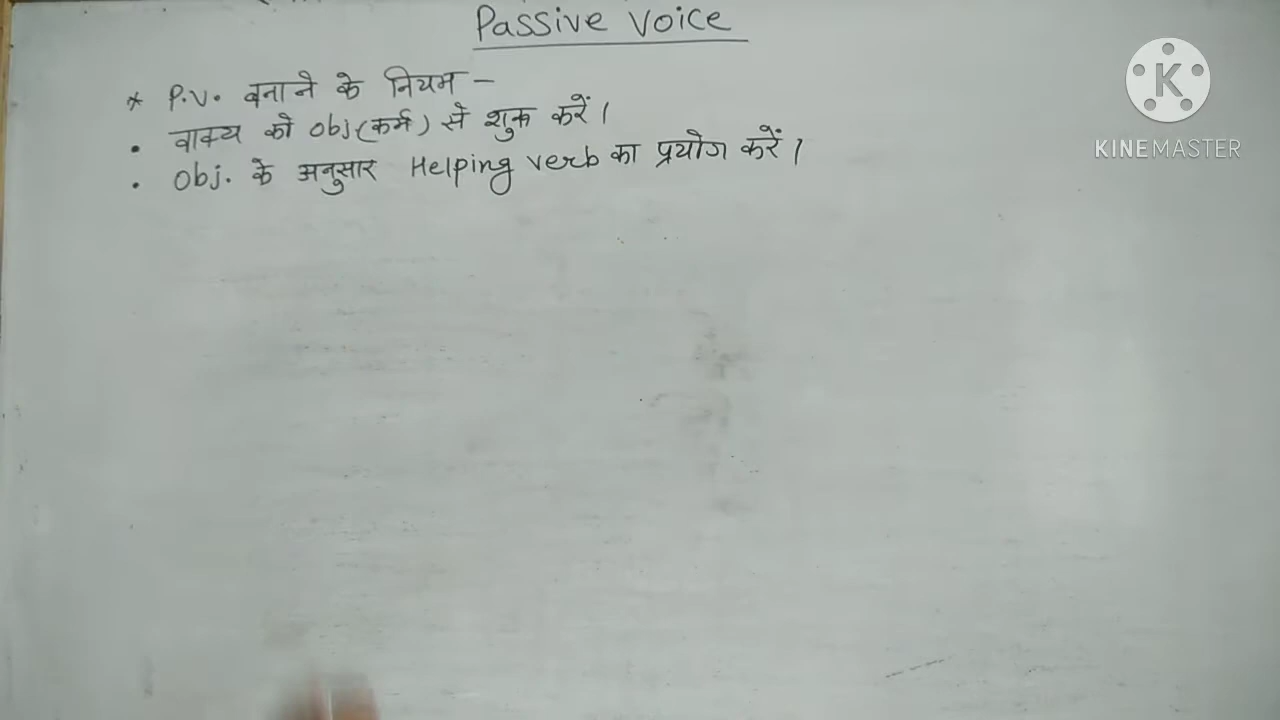 Passive Voice
* P.V. बनाने के नियम -
• वाक्य को obj(कर्म) से शुरू करें।
• obj. के अनुसार Helping verb का प्रयोग करें।
K
KINEMASTER